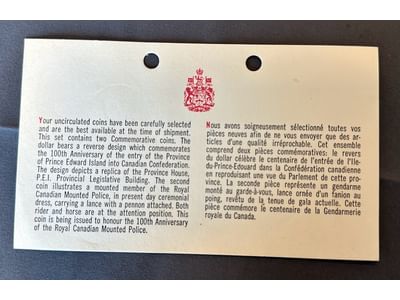 Your uncirculated coins have been carefully selected
and are the best available at the time of shipment.
This set contains two Commemorative coins. The
dollar bears a reverse design which commemorates
the 100th Anniversary of the entry of the Province
of Prince Edward Island into Canadian Confederation.
The design depicts a replica of the Province House,
P.E.I. Provincial Legislative Building. The second
coin illustrates a mounted member of the Royal
Canadian Mounted Police, in present day ceremonial
dress, carrying a lance with a pennon attached. Both
rider and horse are at the attention position. This
coin is being issued to honour the 100th Anniversary
of the Royal Canadian Mounted Police.
Nous avons soigneusement sélectionné toutes vos
pièces neuves afin de ne vous envoyer que des ar-
ticles d'une qualité irréprochable. Cet ensemble
comprend deux pièces commémoratives: le revers
du dollar célèbre le centenaire de l'entrée de l'Ile-
du-Prince-Edouard dans la Confédération canadienne
en reproduisant une vue du Parlement de cette pro-
vince. La seconde pièce représente un gendarme
monté au garde-à-vous, lance ornée d'un fanion au
poing, revêtu de la tenue de gala actuelle. Cette
pièce commémore le centenaire de la Gendarmerie
royale du Canada.